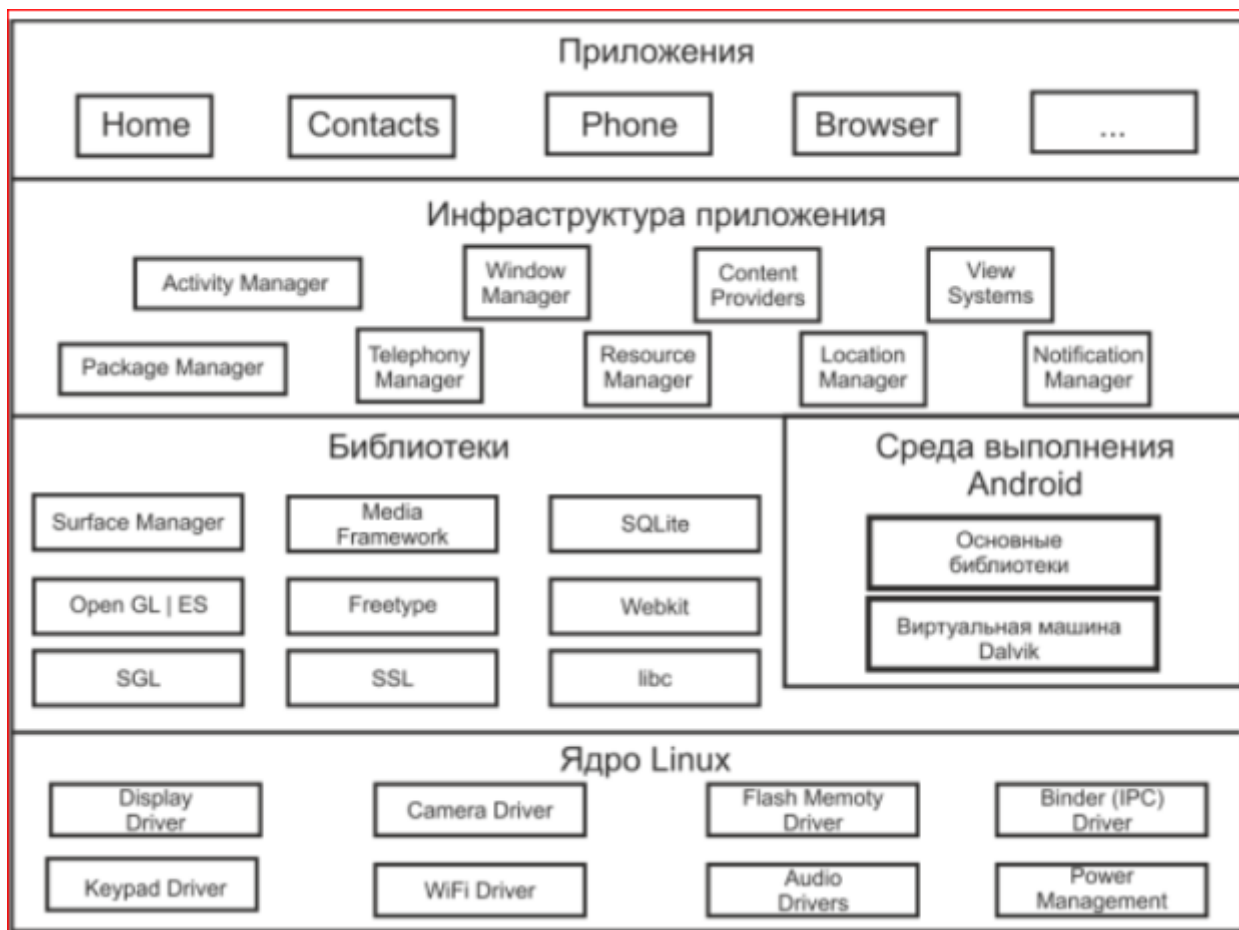 Приложения
Home
Contacts
Phone
Browser
...
Инфраструктура приложения
Activity Manager
Window
Manager
Content
Providers
View
Systems
Package Manager
Telephony
Manager
Resource
Manager
Location
Manager
Notification
Manager
Библиотеки
Surface Manager
Media
Framework
SQLite
Open GL | ES
Freetype
Webkit
SGL
SSL
libc
Среда выполнения
Android
Основные
библиотеки
Виртуальная машина
Dalvik
Ядро Linux
Display
Driver
Camera Driver
Flash Memoty
Driver
Binder (IPC)
Driver
Keypad Driver
WiFi Driver
Audio
Drivers
Power
Management